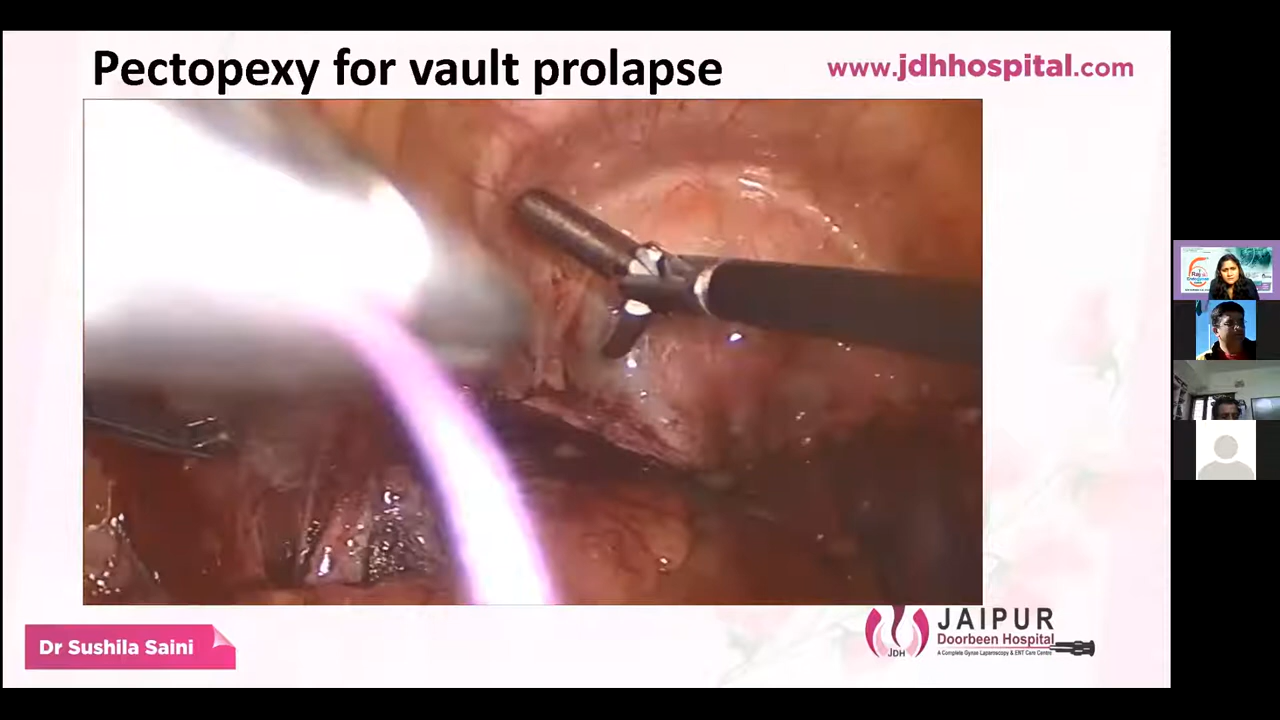 Pectopexy for vault prolapse
www.jdhhospital.com
Dr Sushila Saini
JDH
JAIPUR
Doorbeen Hospital
A Complete Gynae Laparoscopy & ENT Care Centre
Raj